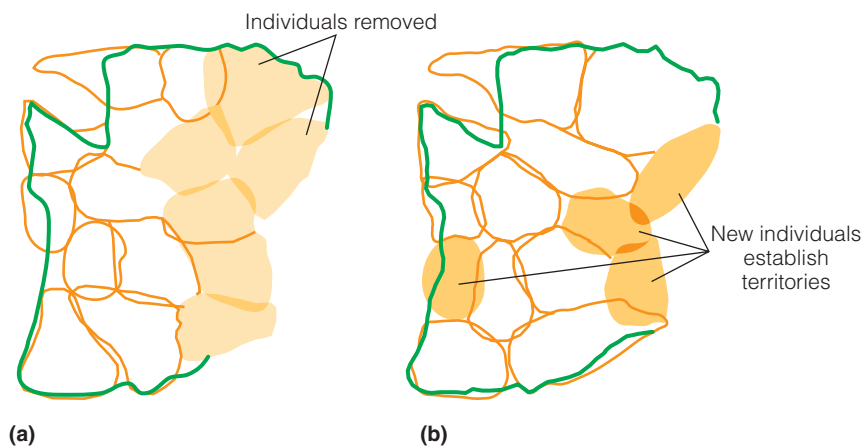 Individuals removed
New individuals
establish
territories
(a)
(b)